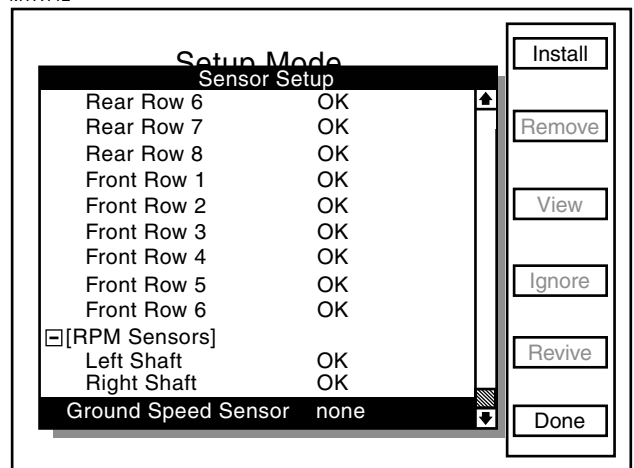 Setup Mode
Sensor Setup
Rear Row 6 OK
Rear Row 7 OK
Rear Row 8 OK
Front Row 1 OK
Front Row 2 OK
Front Row 3 OK
Front Row 4 OK
Front Row 5 OK
Front Row 6 OK
[RPM Sensors]
Left Shaft OK
Right Shaft OK
Ground Speed Sensor none
Install
Remove
View
Ignore
Revive
Done